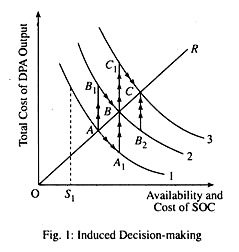 Total Cost of DPA Output
R
C₁
C
B₁
B
A
B₂
A₁
3
2
1
O
S₁
Availability and
Cost of SOC
Fig. 1: Induced Decision-making